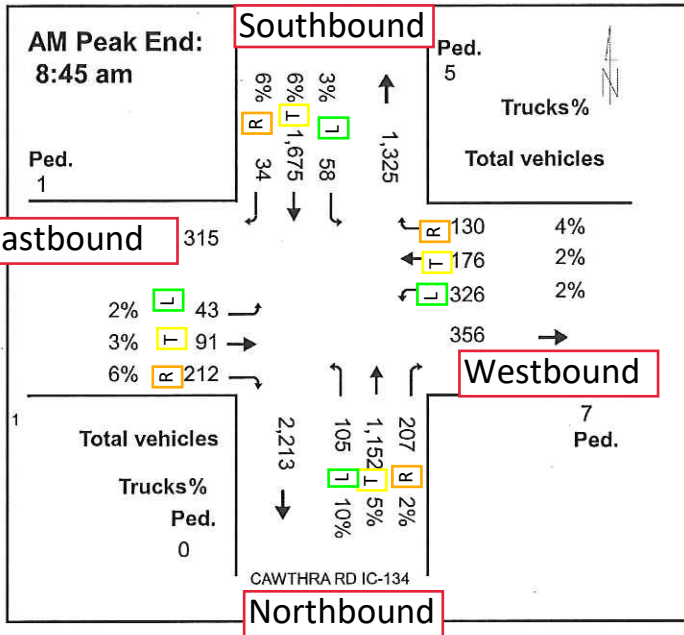 Southbound
AM Peak End:
8:45 am
Ped.
5
Trucks%
Total vehicles
N
6% 6% 3%
R T L
34 1,675 58 1,325
Ped.
1
astbound 315
R 130 4%
T 176 2%
L 326 2%
2% L 43
3% T 91
6% R 212
356
Westbound
1
7
Ped.
Total vehicles
Trucks%
Ped.
0
2,213 105 1,152 207
L T R
10% 5% 2%
CAWTHRA RD IC-134
Northbound